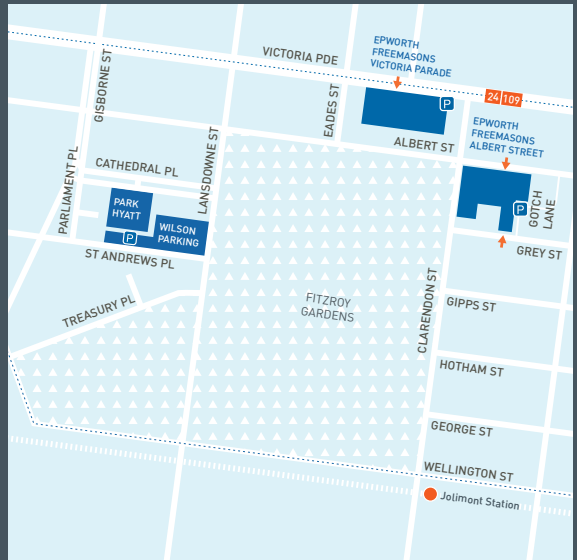 VICTORIA PDE
EPWORTH
FREEMASONS
VICTORIA PARADE
24 109
P
GISBORNE ST
EADES ST
ALBERT ST
EPWORTH
FREEMASONS
ALBERT STREET
LANSDOWNE ST
CATHEDRAL PL
PARLIAMENT PL
PARK
HYATT
WILSON
PARKING
P
P
GOTCH
LANE
GREY ST
ST ANDREWS PL
TREASURY PL
FITZROY
GARDENS
CLARENDON ST
GIPPS ST
HOTHAM ST
GEORGE ST
WELLINGTON ST
Jolimont Station